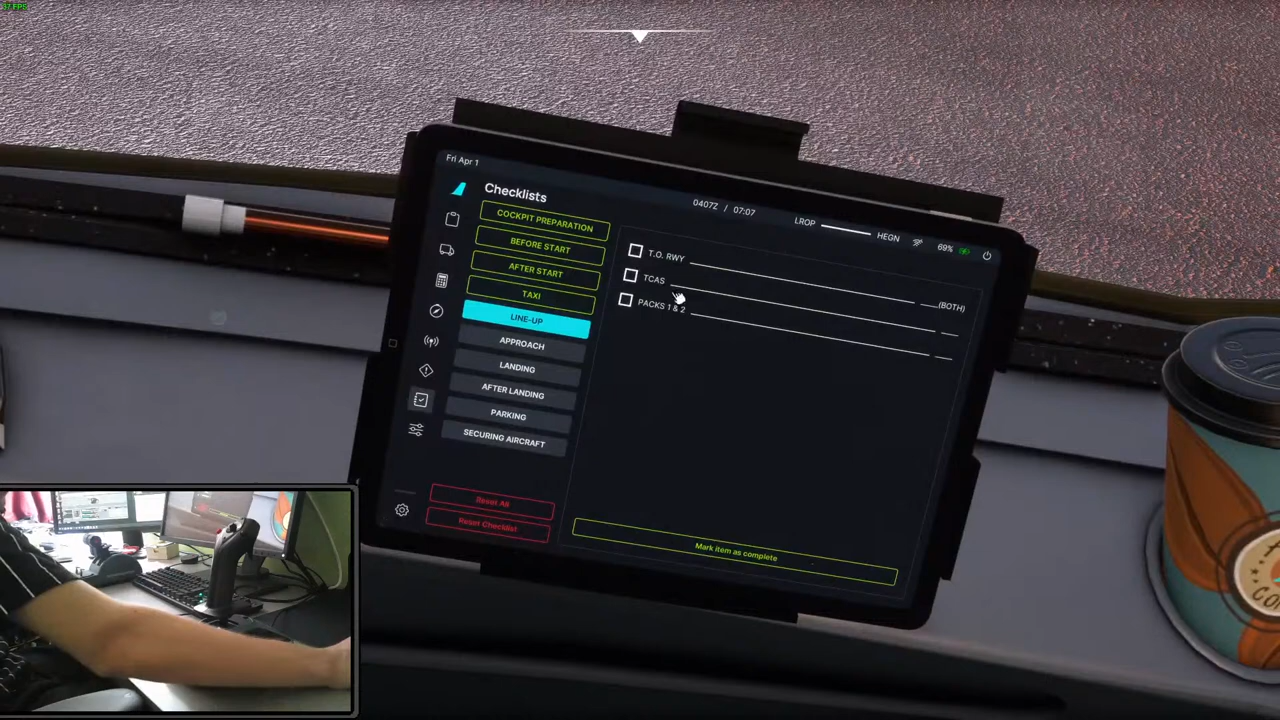 37 FPS
Fri Apr 1
0407Z / 07:07
LROP
HEGN
69%
Checklists
COCKPIT PREPARATION
BEFORE START
AFTER START
TAXI
LINE-UP
APPROACH
LANDING
AFTER LANDING
PARKING
SECURING AIRCRAFT
Reset All
Reset Checklist
T.O. RWY
(BOTH)
TCAS
PACKS 1 & 2
Mark item as complete